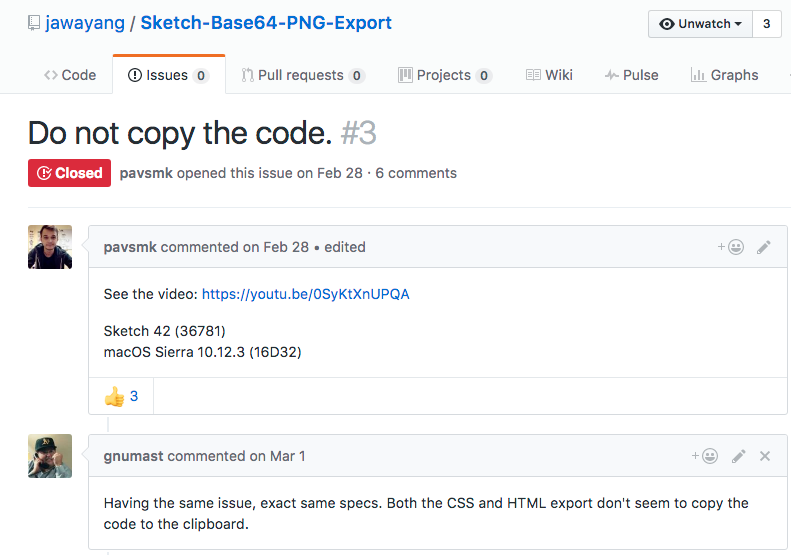 jawayang / Sketch-Base64-PNG-Export
Unwatch 3
Code Issues 0 Pull requests 0 Projects 0 Wiki Pulse Graphs
Do not copy the code. #3
Closed pavsmk opened this issue on Feb 28 · 6 comments
pavsmk commented on Feb 28 • edited
See the video: https://youtu.be/0SyKtXnUPQA
Sketch 42 (36781)
macOS Sierra 10.12.3 (16D32)
3
gnumast commented on Mar 1
Having the same issue, exact same specs. Both the CSS and HTML export don't seem to copy the
code to the clipboard.